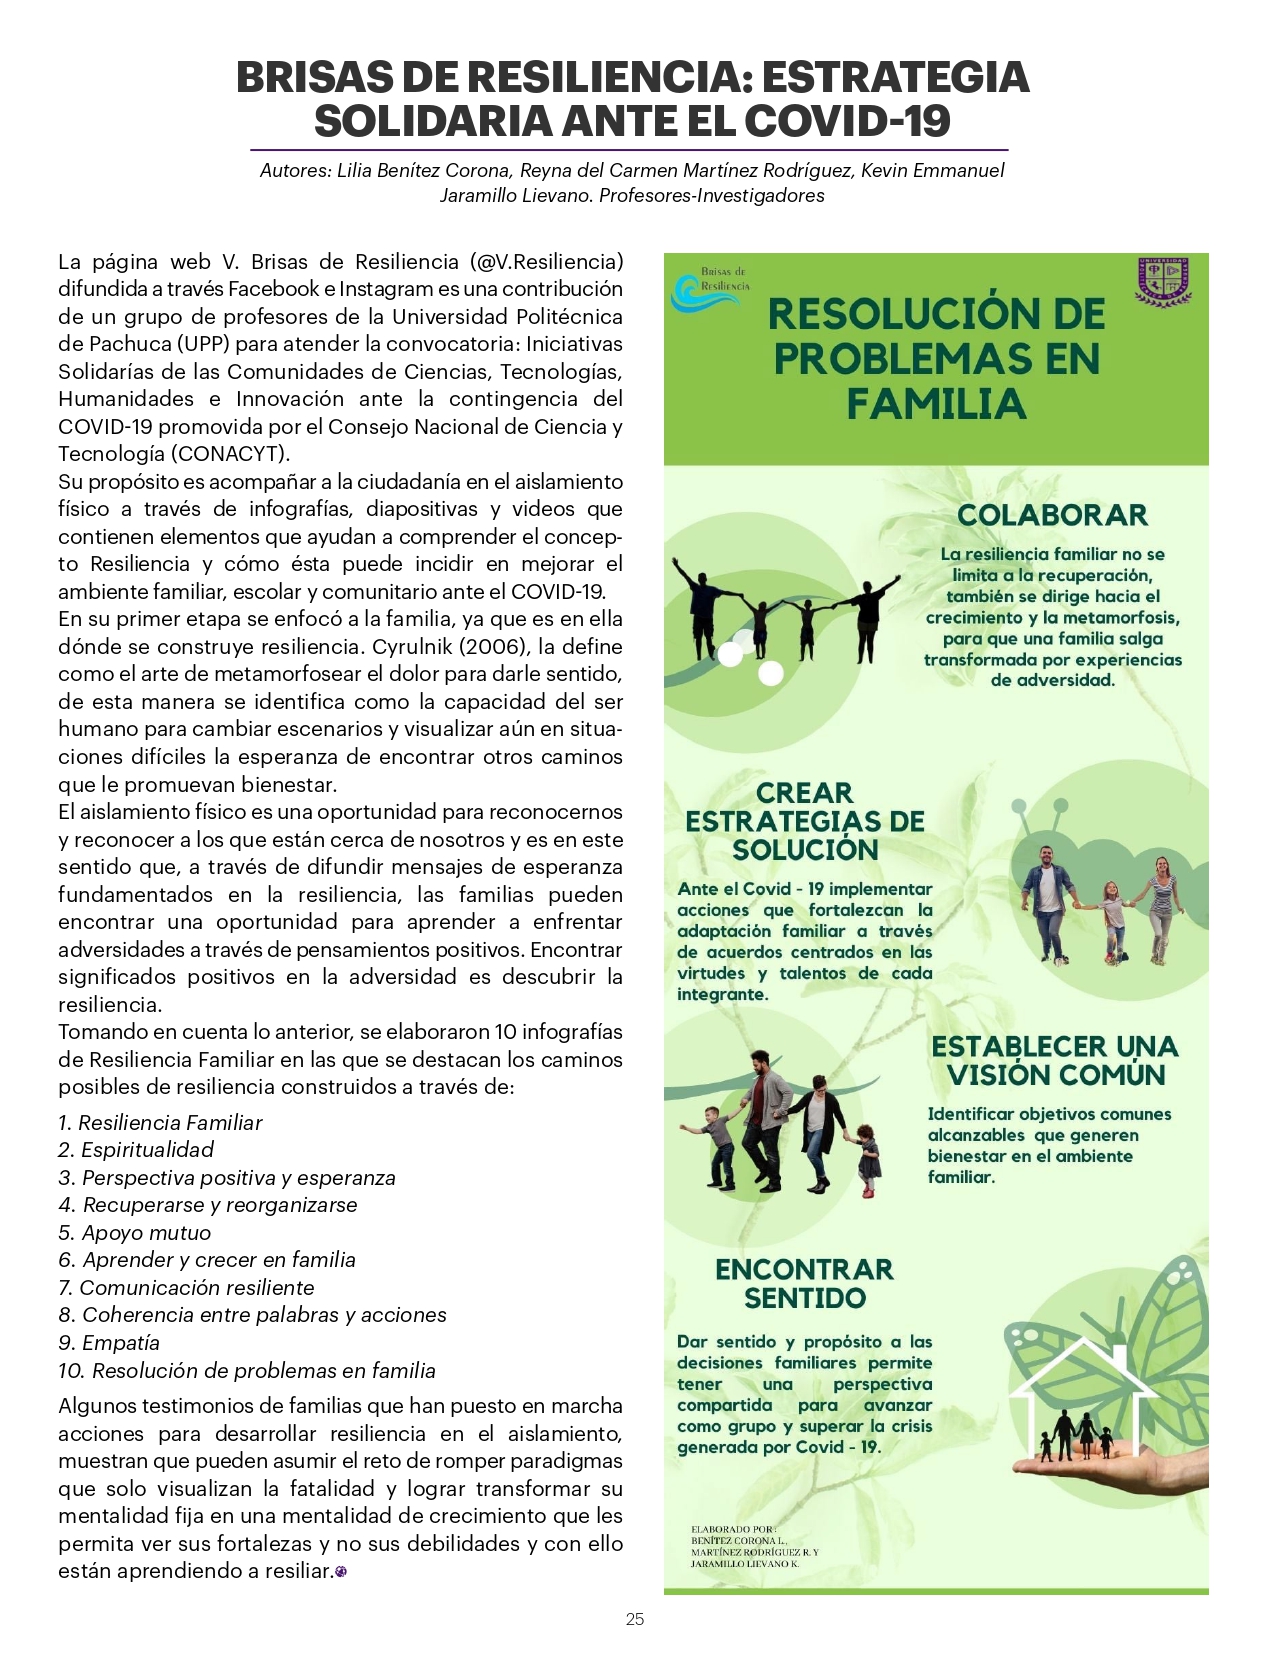 BRISAS DE RESILIENCIA: ESTRATEGIA
SOLIDARIA ANTE EL COVID-19
Autores: Lilia Benítez Corona, Reyna del Carmen Martínez Rodríguez, Kevin Emmanuel
Jaramillo Lievano. Profesores-Investigadores
La página web V. Brisas de Resiliencia (@V.Resiliencia)
difundida a través Facebook e Instagram es una contribución
de un grupo de profesores de la Universidad Politécnica
de Pachuca (UPP) para atender la convocatoria: Iniciativas
Solidarías de las Comunidades de Ciencias, Tecnologías,
Humanidades e Innovación ante la contingencia del
COVID-19 promovida por el Consejo Nacional de Ciencia y
Tecnología (CONACYT).
Su propósito es acompañar a la ciudadanía en el aislamiento
físico a través de infografías, diapositivas y videos que
contienen elementos que ayudan a comprender el concep-
to Resiliencia y cómo ésta puede incidir en mejorar el
ambiente familiar, escolar y comunitario ante el COVID-19.
En su primer etapa se enfocó a la familia, ya que es en ella
dónde se construye resiliencia. Cyrulnik (2006), la define
como el arte de metamorfosear el dolor para darle sentido,
de esta manera se identifica como la capacidad del ser
humano para cambiar escenarios y visualizar aún en situa-
ciones difíciles la esperanza de encontrar otros caminos
que le promuevan bienestar.
El aislamiento físico es una oportunidad para reconocernos
y reconocer a los que están cerca de nosotros y es en este
sentido que, a través de difundir mensajes de esperanza
fundamentados en la resiliencia, las familias pueden
encontrar una oportunidad para aprender a enfrentar
adversidades a través de pensamientos positivos. Encontrar
significados positivos en la adversidad es descubrir la
resiliencia.
Tomando en cuenta lo anterior, se elaboraron 10 infografías
de Resiliencia Familiar en las que se destacan los caminos
posibles de resiliencia construidos a través de:
1. Resiliencia Familiar
2. Espiritualidad
3. Perspectiva positiva y esperanza
4. Recuperarse y reorganizarse
5. Apoyo mutuo
6. Aprender y crecer en familia
7. Comunicación resiliente
8. Coherencia entre palabras y acciones
9. Empatía
10. Resolución de problemas en familia
Algunos testimonios de familias que han puesto en marcha
acciones para desarrollar resiliencia en el aislamiento,
muestran que pueden asumir el reto de romper paradigmas
que solo visualizan la fatalidad y lograr transformar su
mentalidad fija en una mentalidad de crecimiento que les
permita ver sus fortalezas y no sus debilidades y con ello
están aprendiendo a resiliar.
BRISAS DE
RESILIENCIA
UNIVERSIDAD
RESOLUCIÓN DE
PROBLEMAS EN
FAMILIA
COLABORAR
La resiliencia familiar no se
limita a la recuperación,
también se dirige hacia el
crecimiento y la metamorfosis,
para que una familia salga
transformada por experiencias
de adversidad.
CREAR
ESTRATEGIAS DE
SOLUCIÓN
Ante el Covid - 19 implementar
acciones que fortalezcan la
adaptación familiar a través
de acuerdos centrados en las
virtudes y talentos de cada
integrante.
ESTABLECER UNA
VISIÓN COMÚN
Identificar objetivos comunes
alcanzables que generen
bienestar en el ambiente
familiar.
ENCONTRAR
SENTIDO
Dar sentido y propósito a las
decisiones familiares permite
tener una perspectiva
compartida para avanzar
como grupo y superar la crisis
generada por Covid - 19.
ELABORADO POR :
BENÍTEZ CORONA L.,
MARTÍNEZ RODRÍGUEZ R. Y
JARAMILLO LIEVANO K.
25